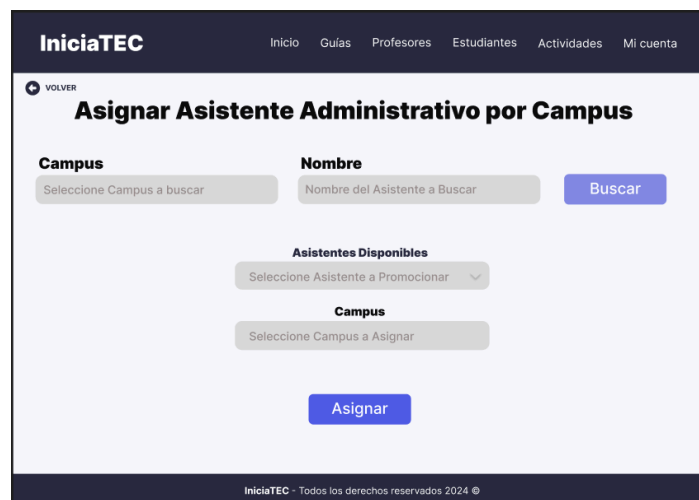 IniciaTEC
Inicio Guías Profesores Estudiantes Actividades Mi cuenta
VOLVER
Asignar Asistente Administrativo por Campus
Campus Nombre
Seleccione Campus a buscar Nombre del Asistente a Buscar Buscar
Asistentes Disponibles
Seleccione Asistente a Promocionar
Campus
Seleccione Campus a Asignar
Asignar
IniciaTEC - Todos los derechos reservados 2024 ©